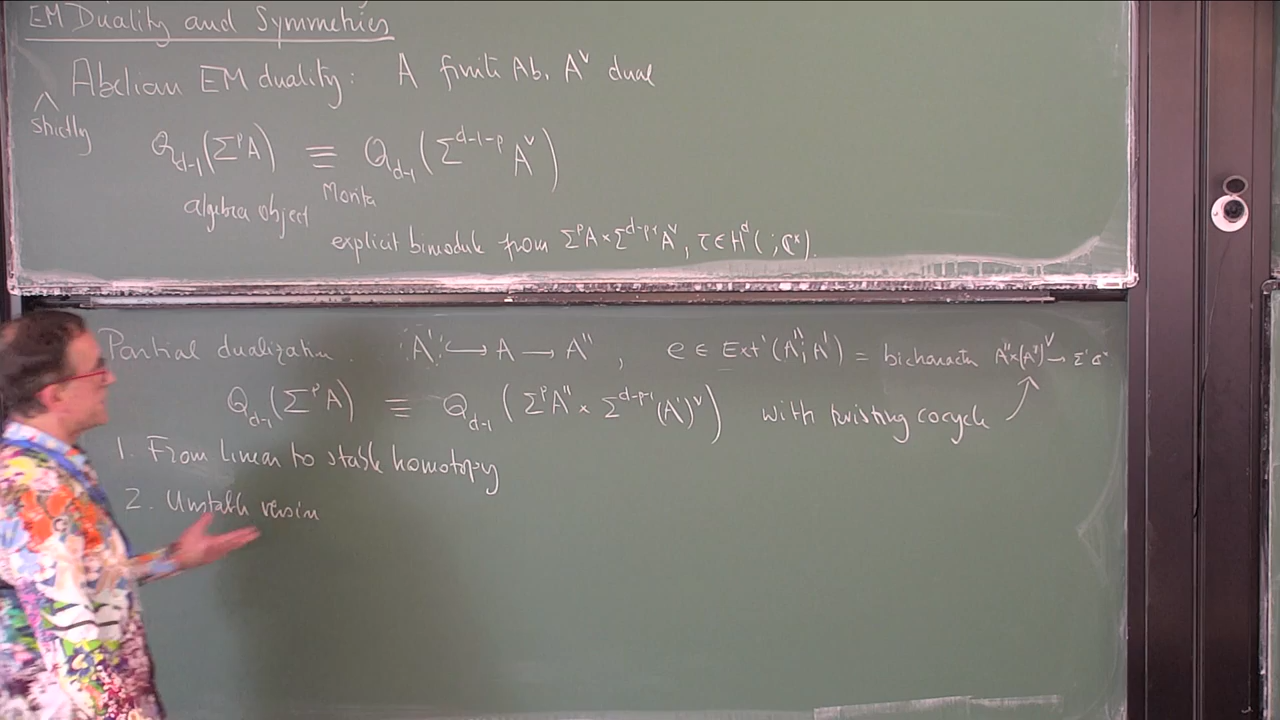 EM Duality and Symmetries
Abelian EM duality: A finite Ab. A^∨ dual
^ strictly
Q_{d-1}(Σ^p A) ≡ Q_{d-1}(Σ^{d-1-p} A^∨)
Morita
algebra object
explicit bimodule from Σ^p A × Σ^{d-p-1} A^∨, τ ∈ H^d( ; ℂ^x).
Partial dualization. A' ↪ A → A'' , e ∈ Ext^1(A''; A') = bicharacter A''×(A')^∨ → Σ^1 ℂ^x
Q_{d-1}(Σ^p A) ≡ Q_{d-1}(Σ^p A'' × Σ^{d-p-1}(A')^∨) with twisting cocycle
1. From linear to stable homotopy
2. Unstable version